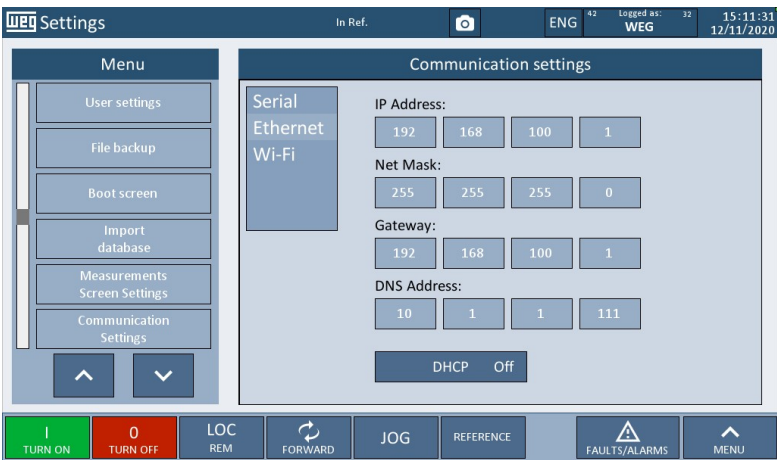 WEG Settings
In Ref.
ENG
42
Logged as:
32
WEG
15:11:31
12/11/2020
Menu
User settings
File backup
Boot screen
Import
database
Measurements
Screen Settings
Communication
Settings
Communication settings
Serial
Ethernet
Wi-Fi
IP Address:
192 168 100 1
Net Mask:
255 255 255 0
Gateway:
192 168 100 1
DNS Address:
10 1 1 111
DHCP Off
I
TURN ON
0
TURN OFF
LOC
REM
FORWARD
JOG
REFERENCE
FAULTS/ALARMS
MENU